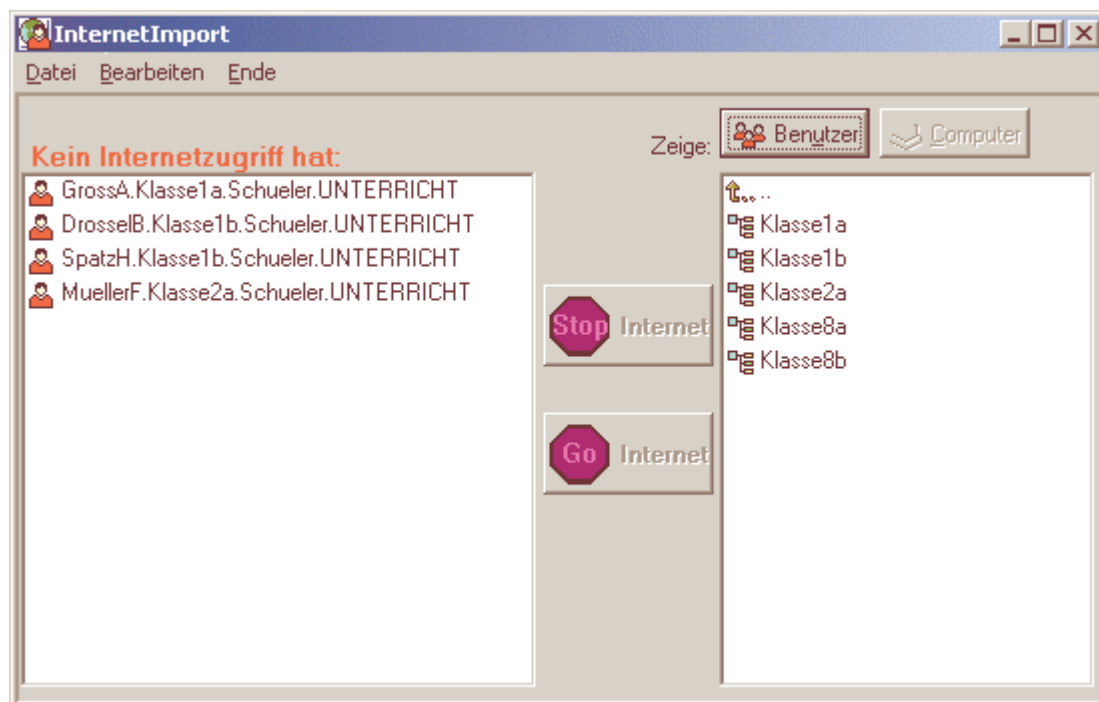 InternetImport
Datei Bearbeiten Ende
Zeige: Benutzer Computer
Kein Internetzugriff hat:
GrossA.Klasse1a.Schueler.UNTERRICHT
DrosselB.Klasse1b.Schueler.UNTERRICHT
SpatzH.Klasse1b.Schueler.UNTERRICHT
MuellerF.Klasse2a.Schueler.UNTERRICHT
Stop Internet
Go Internet
..
Klasse1a
Klasse1b
Klasse2a
Klasse8a
Klasse8b